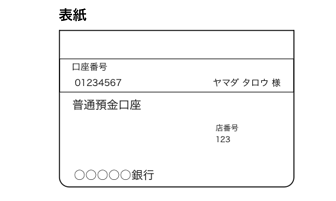 表紙
口座番号
01234567 ヤマダ タロウ 様
普通預金口座
店番号
123
○○○○○銀行